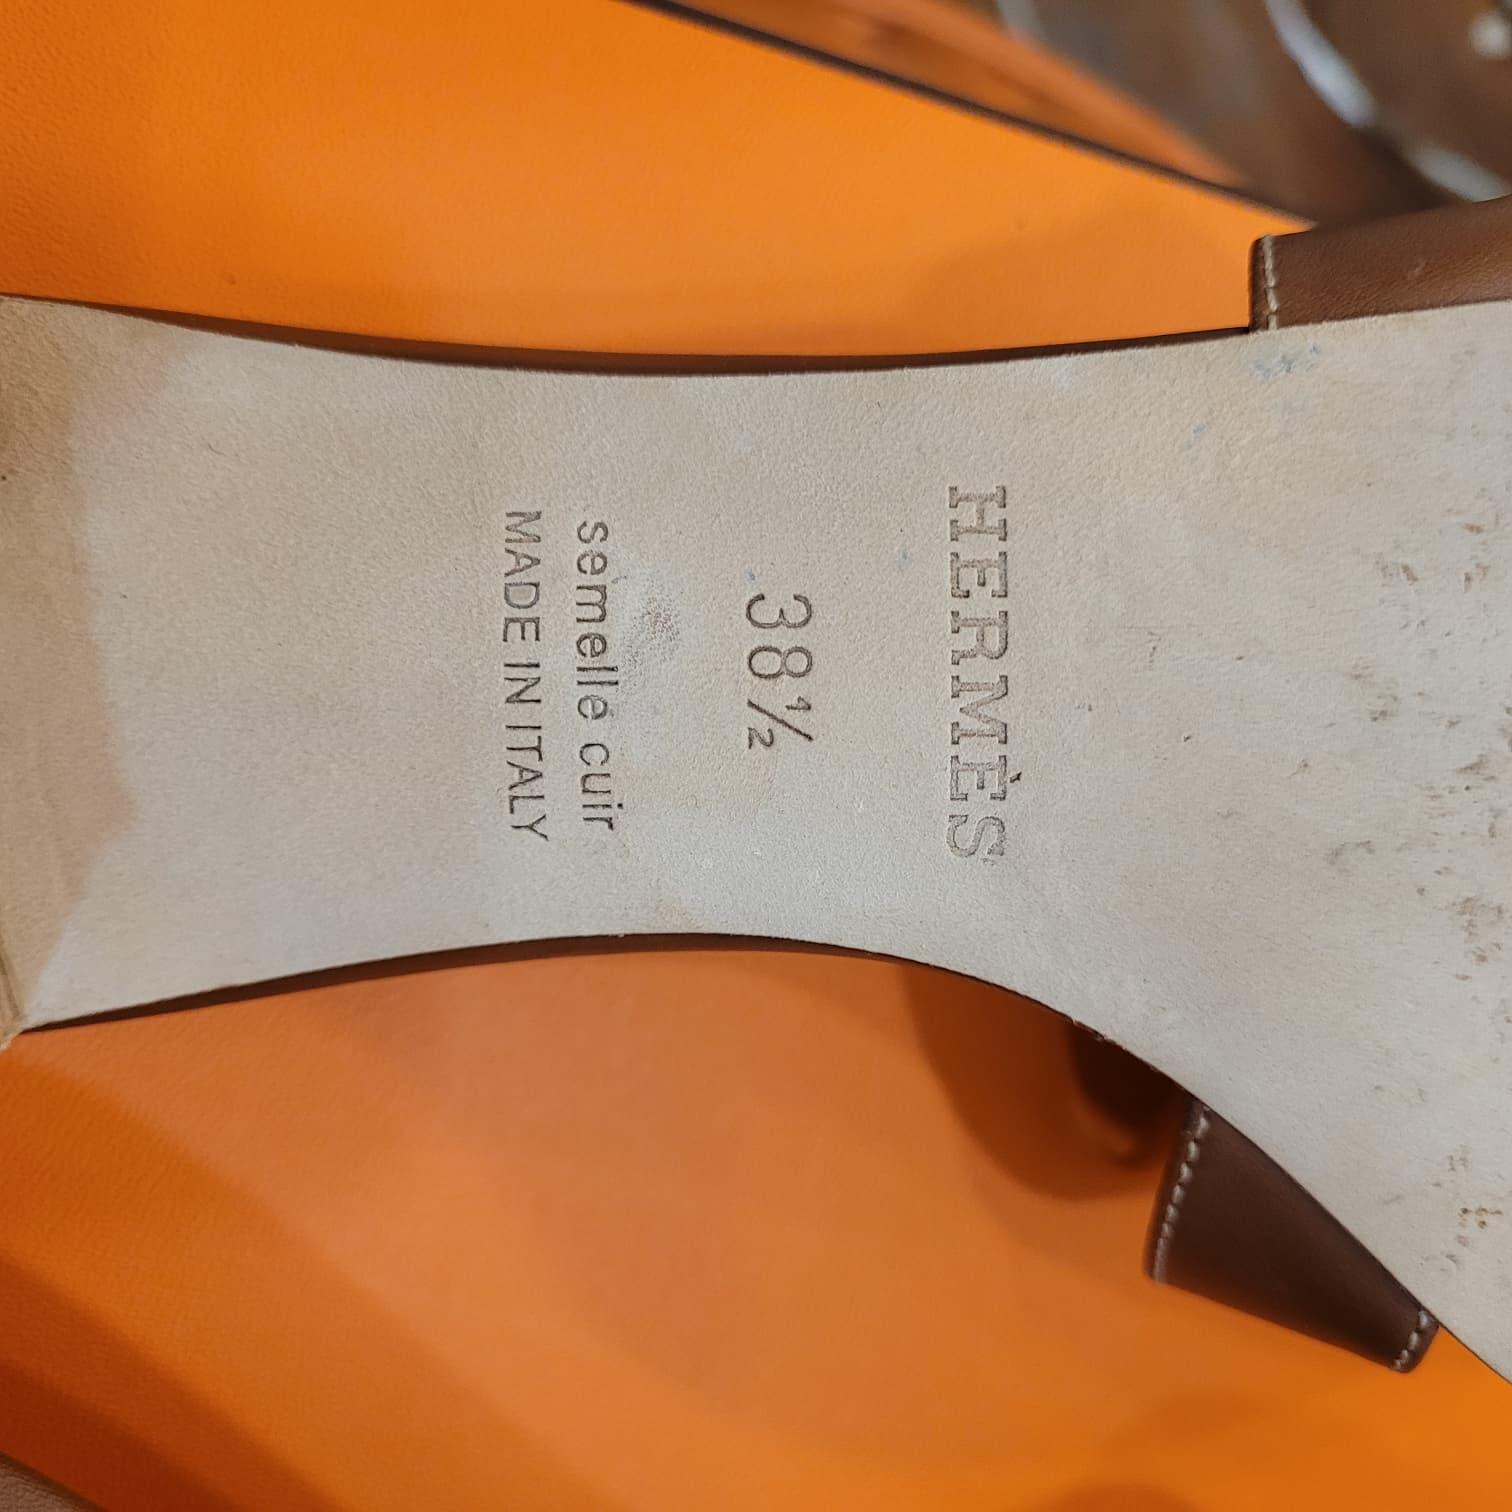 HERMÈS
38½
semelle cuir
MADE IN ITALY